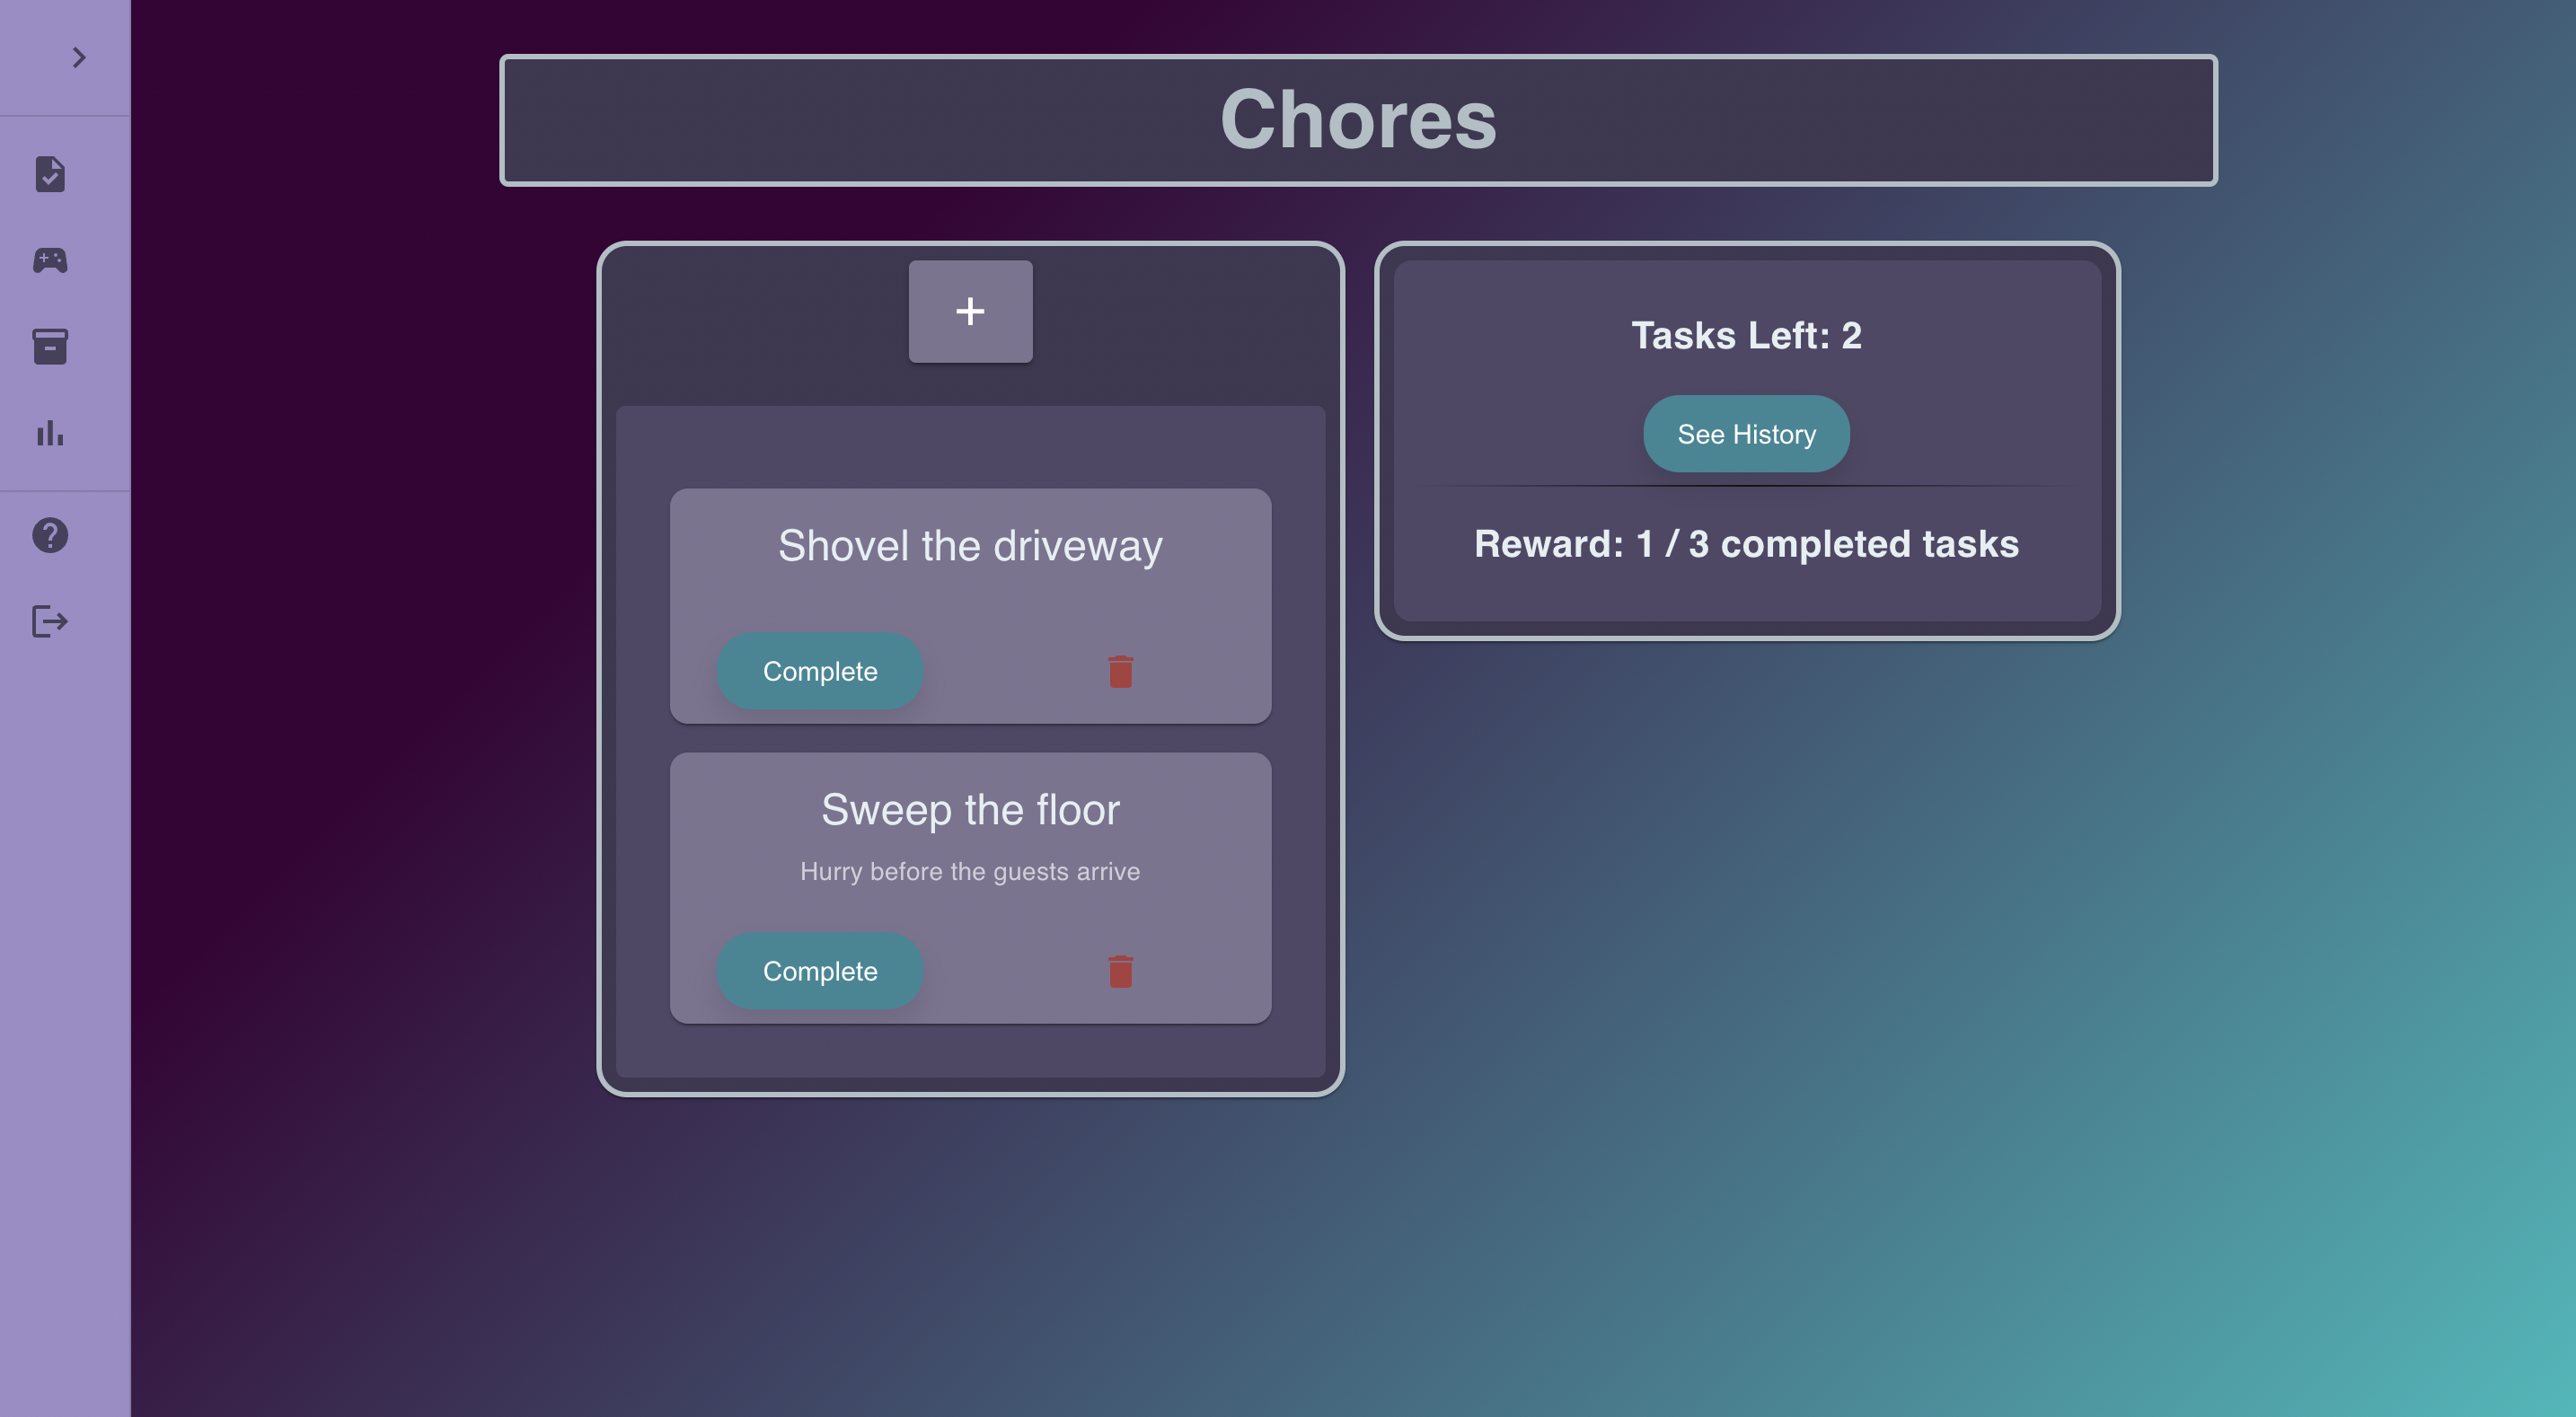 Chores
+
Shovel the driveway
Complete
Sweep the floor
Hurry before the guests arrive
Complete
Tasks Left: 2
See History
Reward: 1 / 3 completed tasks